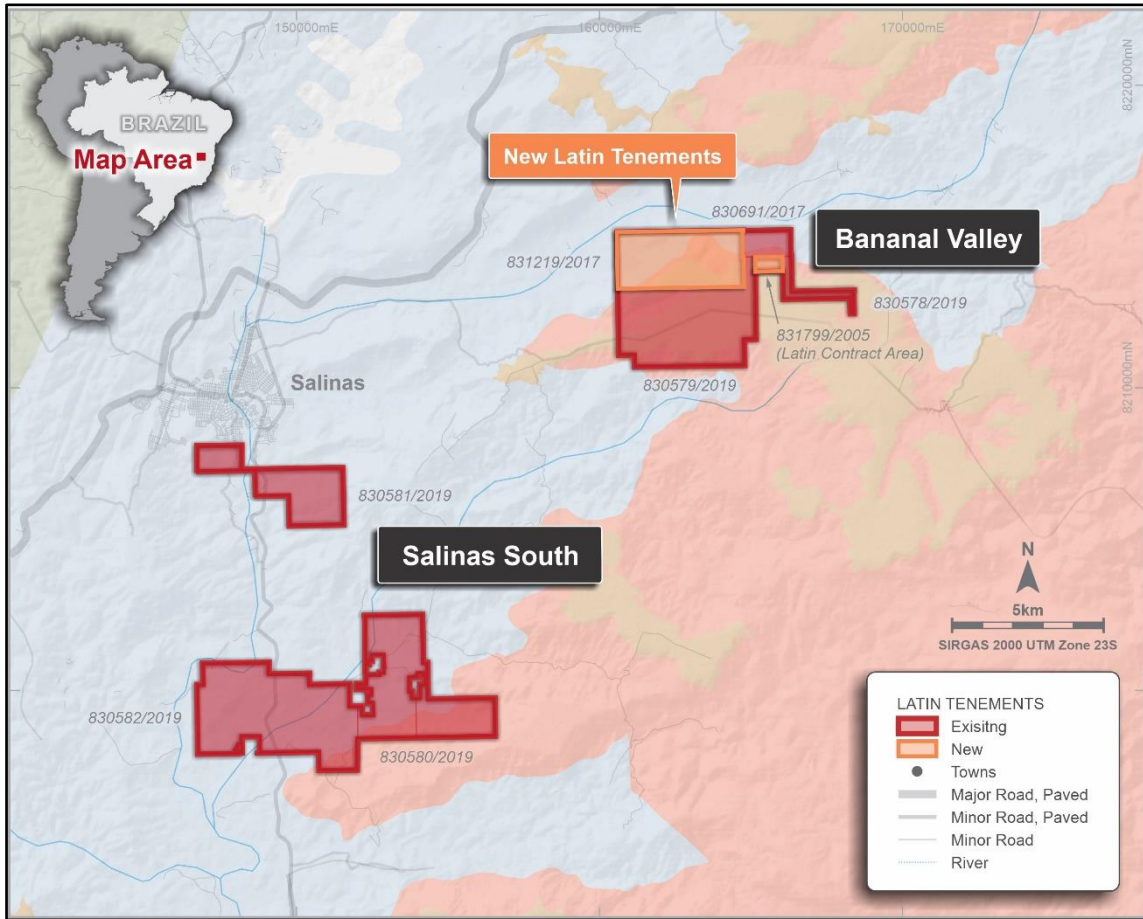 150000mE
160000mE
170000mE
8220000mN
BRAZIL
Map Area
New Latin Tenements
830691/2017
Bananal Valley
831219/2017
830578/2019
831799/2005
(Latin Contract Area)
830579/2019
8210000mN
Salinas
830581/2019
Salinas South
N
5km
SIRGAS 2000 UTM Zone 23S
830582/2019
830580/2019
LATIN TENEMENTS
Exisitng
New
Towns
Major Road, Paved
Minor Road, Paved
Minor Road
River